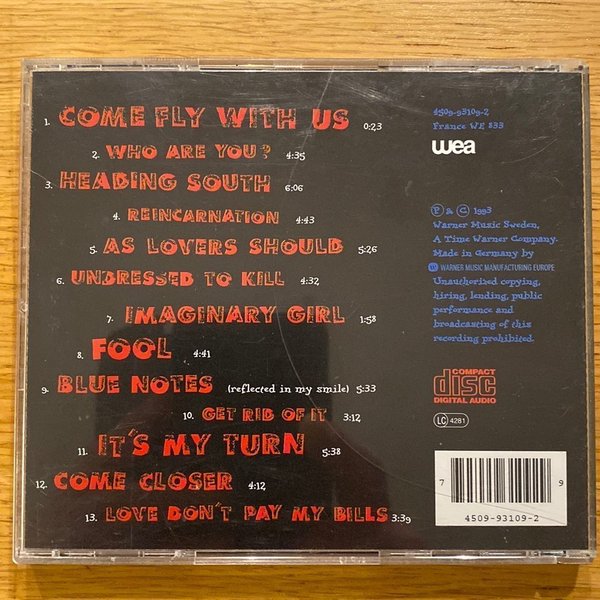 1. COME FLY WITH US 0:23
2. WHO ARE YOU? 4:35
3. HEADING SOUTH 6:06
4. REINCARNATION 4:43
5. AS LOVERS SHOULD 5:26
6. UNDRESSED TO KILL 4:32
7. IMAGINARY GIRL 1:58
8. FOOL 4:41
9. BLUE NOTES (reflected in my smile) 5:33
10. GET RID OF IT 3:12
11. IT'S MY TURN 5:38
12. COME CLOSER 4:12
13. LOVE DON'T PAY MY BILLS 3:39
4509-93109-2
France WE 833
wea
Ⓟ & © 1993
Warner Music Sweden,
A Time Warner Company.
Made in Germany by
WARNER MUSIC MANUFACTURING EUROPE
Unauthorized copying,
hiring, lending, public
performance and
broadcasting of this
recording prohibited.
COMPACT
disc
DIGITAL AUDIO
LC 4281
7 9
4509-93109-2